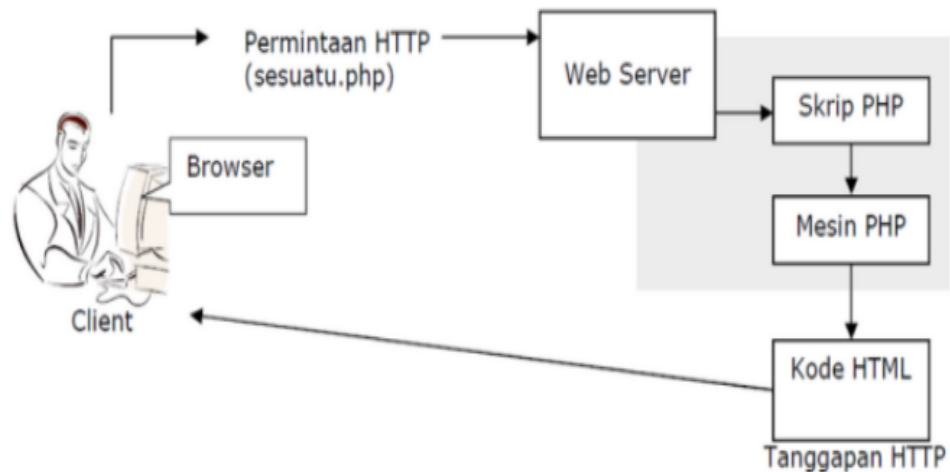 Permintaan HTTP
(sesuatu.php)
Web Server
Skrip PHP
Browser
Mesin PHP
Client
Kode HTML
Tanggapan HTTP